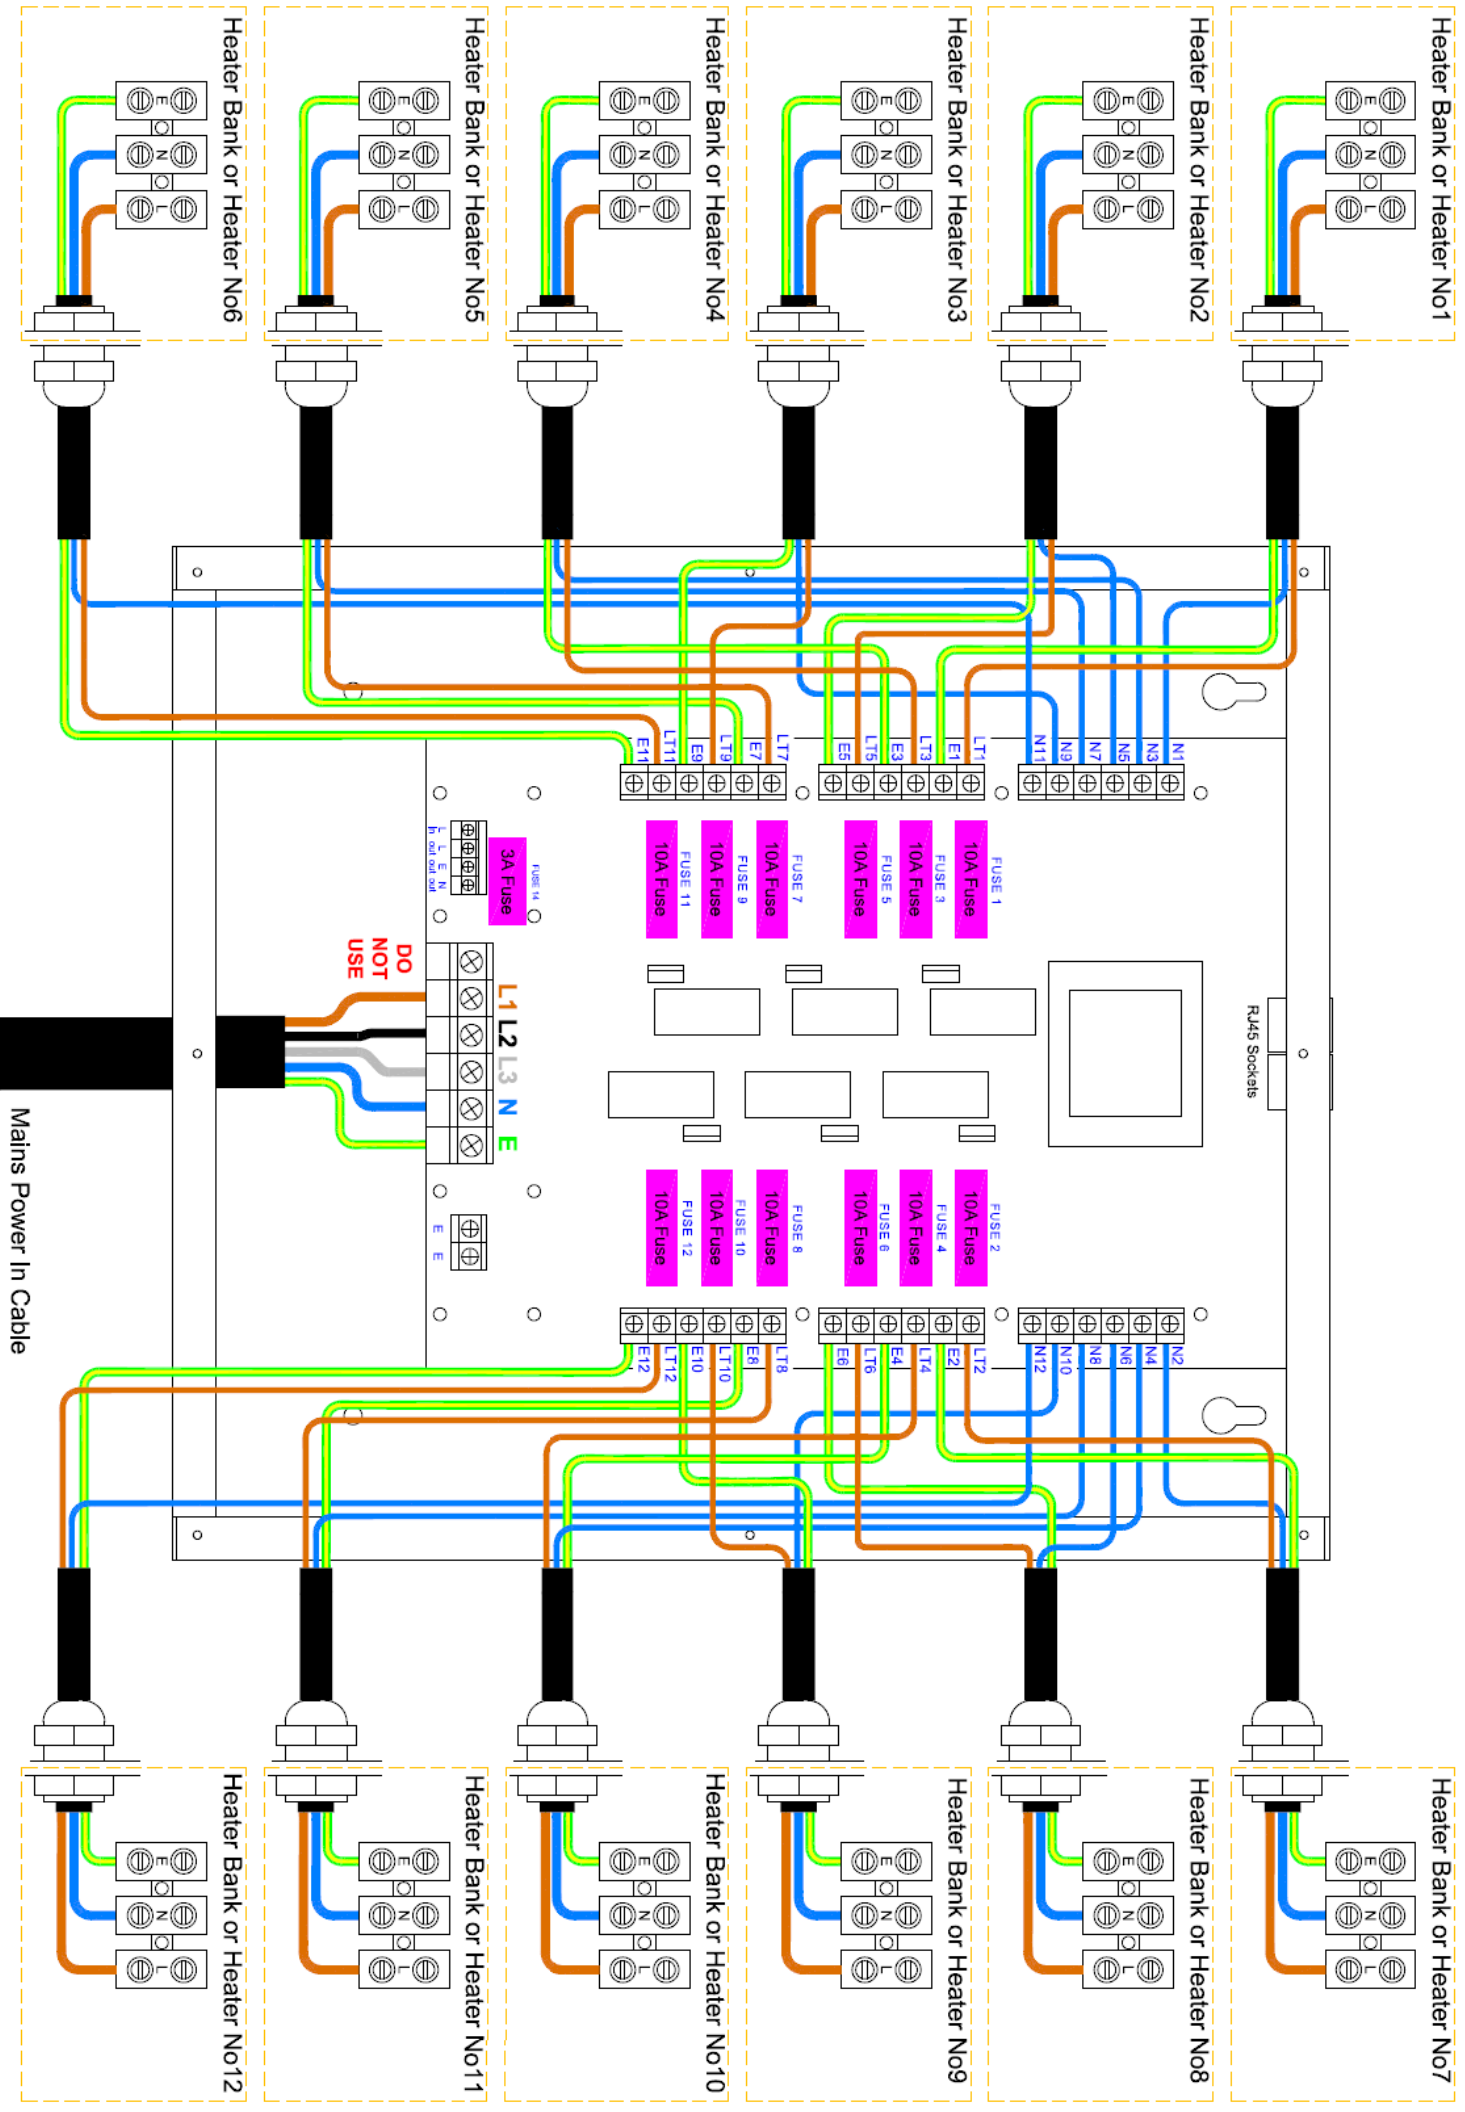 Heater Bank or Heater No1
E
N
L
Heater Bank or Heater No2
E
N
L
Heater Bank or Heater No3
E
N
L
Heater Bank or Heater No4
E
N
L
Heater Bank or Heater No5
E
N
L
Heater Bank or Heater No6
E
N
L
N1
N3
N5
N7
N9
N11
LT1
E1
LT3
E3
LT5
E5
LT7
E7
LT9
E9
LT11
E11
FUSE 1
10A Fuse
FUSE 3
10A Fuse
FUSE 5
10A Fuse
FUSE 7
10A Fuse
FUSE 9
10A Fuse
FUSE 11
10A Fuse
FUSE 14
3A Fuse
L L E N
In out out out
RJ45 Sockets
L1 L2 L3 N E
DO
NOT
USE
Mains Power In Cable
E E
FUSE 2
10A Fuse
FUSE 4
10A Fuse
FUSE 6
10A Fuse
FUSE 8
10A Fuse
FUSE 10
10A Fuse
FUSE 12
10A Fuse
N2
N4
N6
N8
N10
N12
LT2
E2
LT4
E4
LT6
E6
LT8
E8
LT10
E10
LT12
E12
Heater Bank or Heater No7
E
N
L
Heater Bank or Heater No8
E
N
L
Heater Bank or Heater No9
E
N
L
Heater Bank or Heater No10
E
N
L
Heater Bank or Heater No11
E
N
L
Heater Bank or Heater No12
E
N
L